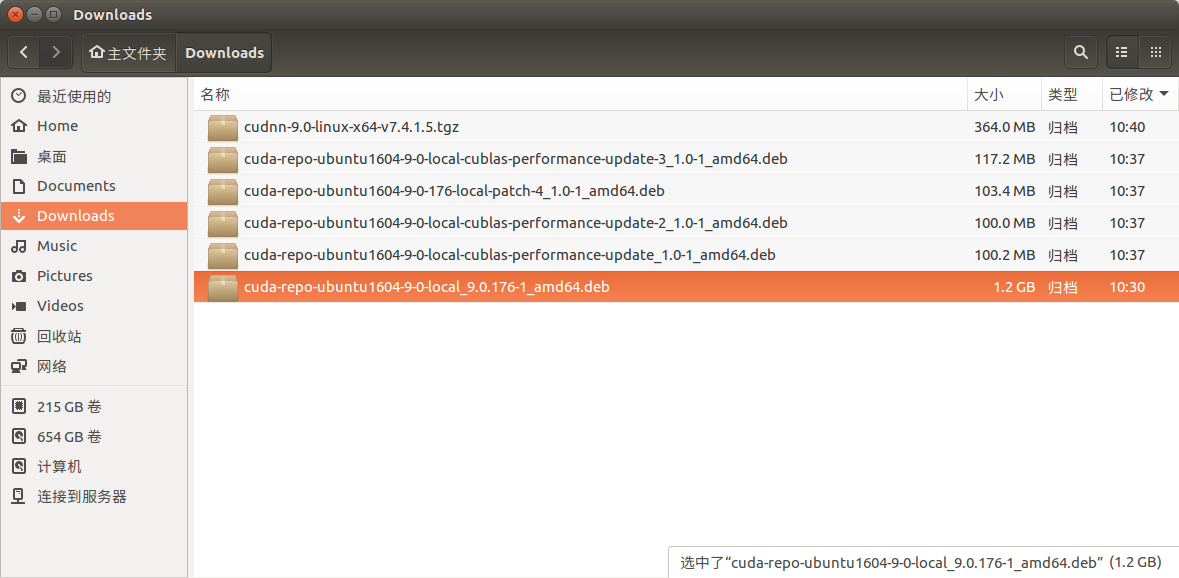 Downloads
主文件夹 Downloads
最近使用的
Home
桌面
Documents
Downloads
Music
Pictures
Videos
回收站
网络
215 GB 卷
654 GB 卷
计算机
连接到服务器
名称 大小 类型 已修改
cudnn-9.0-linux-x64-v7.4.1.5.tgz 364.0 MB 归档 10:40
cuda-repo-ubuntu1604-9-0-local-cublas-performance-update-3_1.0-1_amd64.deb 117.2 MB 归档 10:37
cuda-repo-ubuntu1604-9-0-176-local-patch-4_1.0-1_amd64.deb 103.4 MB 归档 10:37
cuda-repo-ubuntu1604-9-0-local-cublas-performance-update-2_1.0-1_amd64.deb 100.0 MB 归档 10:37
cuda-repo-ubuntu1604-9-0-local-cublas-performance-update_1.0-1_amd64.deb 100.2 MB 归档 10:37
cuda-repo-ubuntu1604-9-0-local_9.0.176-1_amd64.deb 1.2 GB 归档 10:30
选中了“cuda-repo-ubuntu1604-9-0-local_9.0.176-1_amd64.deb” (1.2 GB)